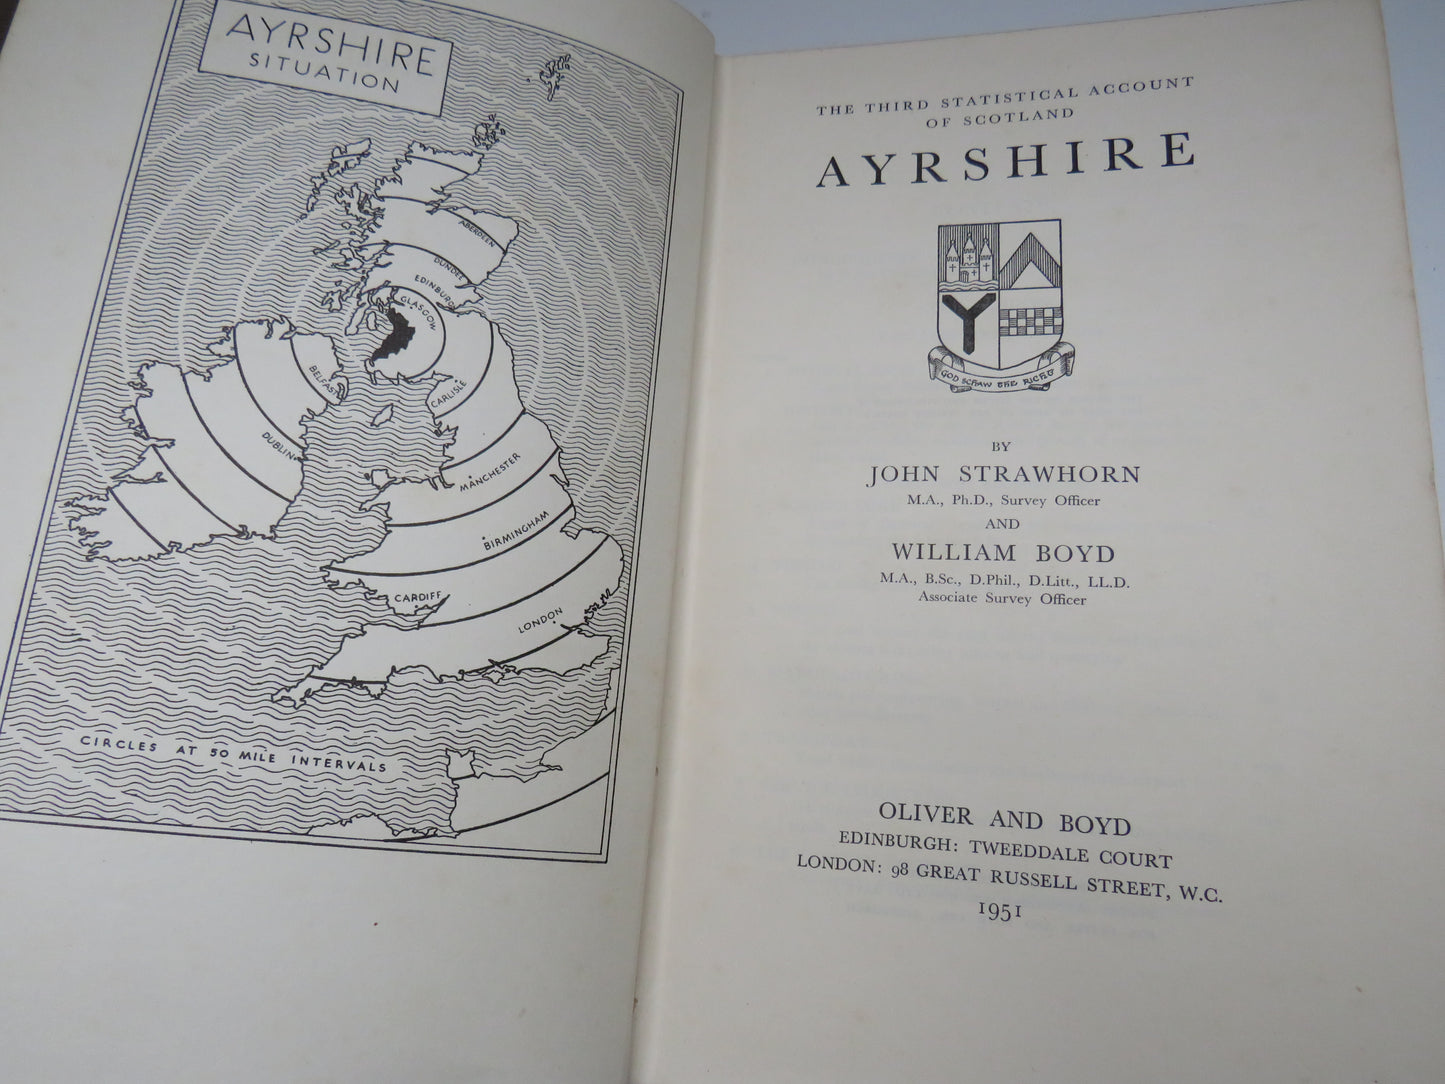 AYRSHIRE
SITUATION
ABERDEEN
DUNDEE
EDINBURGH
GLASGOW
BELFAST
CARLISLE
DUBLIN
MANCHESTER
BIRMINGHAM
CARDIFF
LONDON
CIRCLES AT 50 MILE INTERVALS
THE THIRD STATISTICAL ACCOUNT
OF SCOTLAND
AYRSHIRE
GOD SCHAW THE RICHT
BY
JOHN STRAWHORN
M.A., Ph.D., Survey Officer
AND
WILLIAM BOYD
M.A., B.Sc., D.Phil., D.Litt., LL.D.
Associate Survey Officer
OLIVER AND BOYD
EDINBURGH: TWEEDDALE COURT
LONDON: 98 GREAT RUSSELL STREET, W.C.
1951